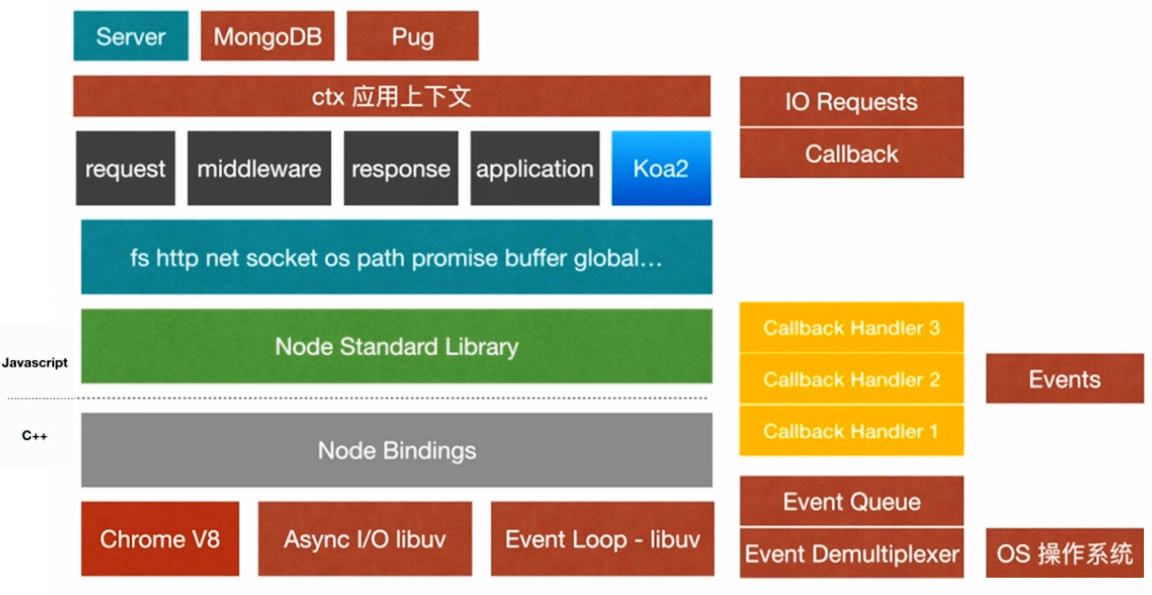 Server MongoDB Pug
ctx 应用上下文
IO Requests
Callback
request middleware response application Koa2
fs http net socket os path promise buffer global...
Callback Handler 3
Node Standard Library
Javascript
Callback Handler 2
Events
Callback Handler 1
C++
Node Bindings
Event Queue
Chrome V8 Async I/O libuv Event Loop - libuv
Event Demultiplexer
OS 操作系统